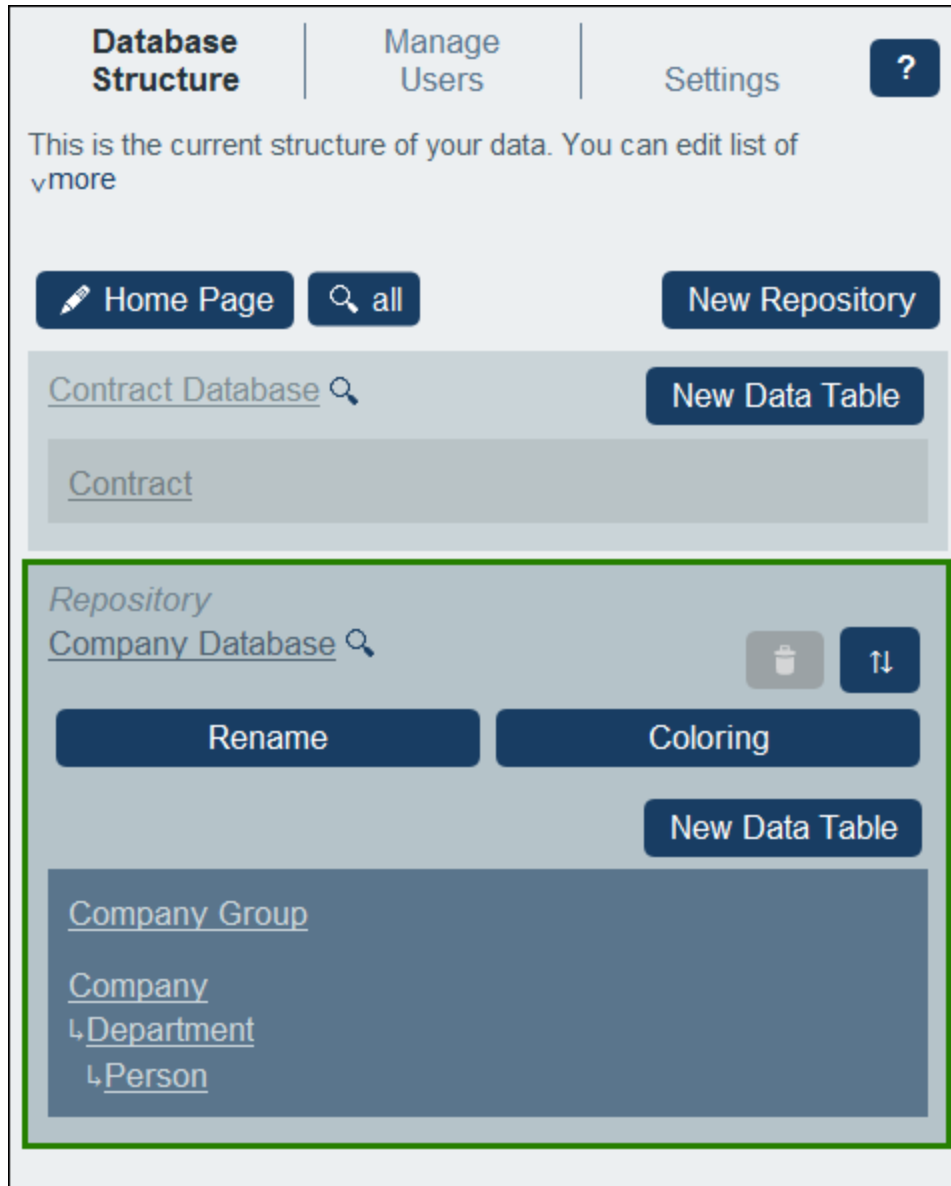 Database Structure
Manage Users
Settings
?
This is the current structure of your data. You can edit list of
˅more
Home Page
all
New Repository
Contract Database
New Data Table
Contract
Repository
Company Database
⇅
Rename
Coloring
New Data Table
Company Group
Company
↳Department
↳Person